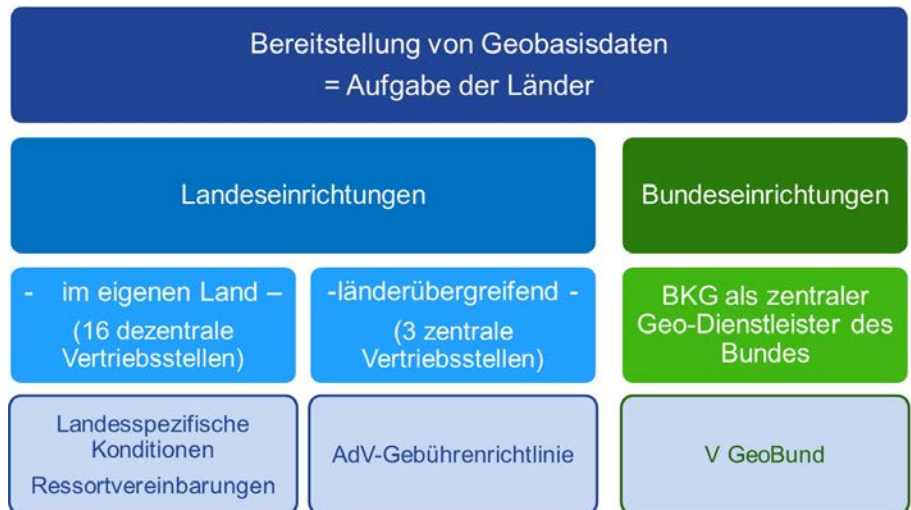 Bereitstellung von Geobasisdaten
= Aufgabe der Länder
Landeseinrichtungen
Bundeseinrichtungen
- im eigenen Land –
(16 dezentrale
Vertriebsstellen)
-länderübergreifend -
(3 zentrale
Vertriebsstellen)
BKG als zentraler
Geo-Dienstleister des
Bundes
Landesspezifische
Konditionen
Ressortvereinbarungen
AdV-Gebührenrichtlinie
V GeoBund